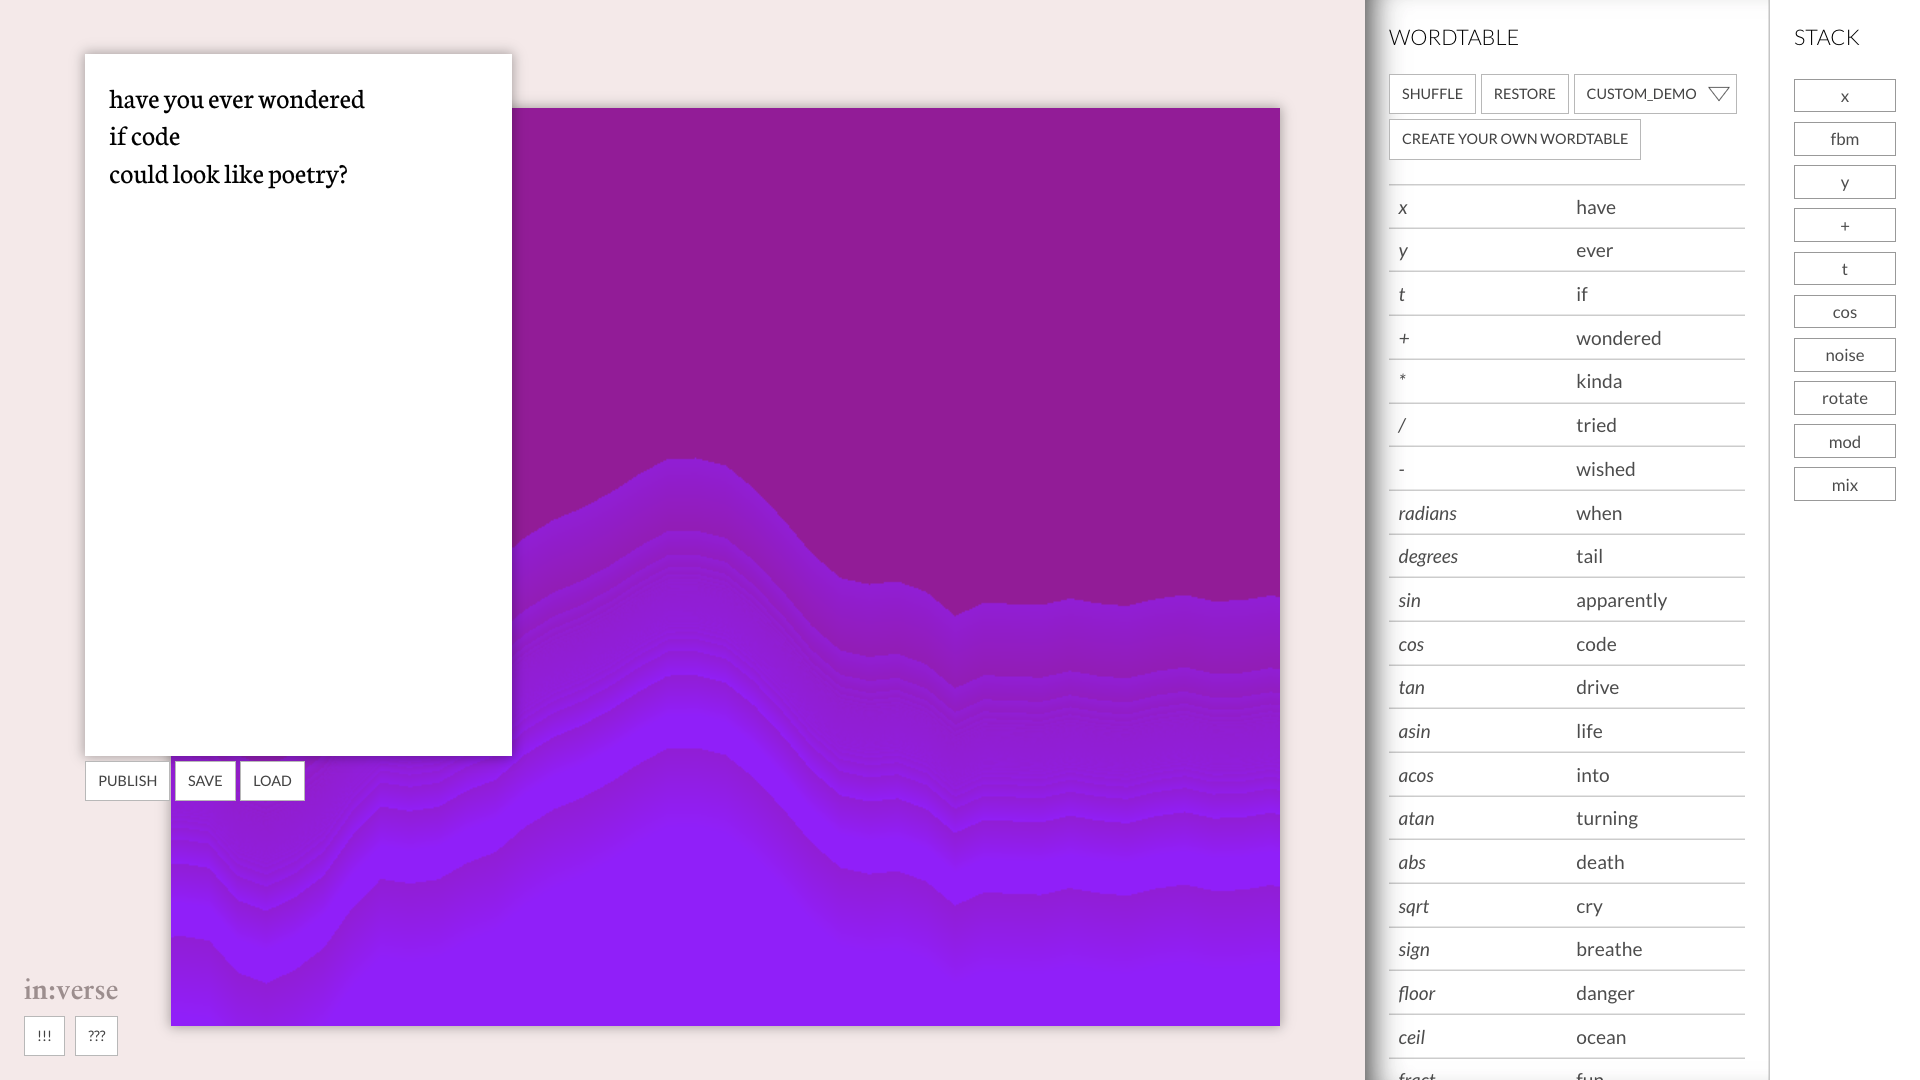 have you ever wondered
if code
could look like poetry?
PUBLISH SAVE LOAD
in:verse
!!! ???
WORDTABLE
SHUFFLE RESTORE CUSTOM_DEMO
CREATE YOUR OWN WORDTABLE
x have
y ever
t if
+ wondered
* kinda
/ tried
- wished
radians when
degrees tail
sin apparently
cos code
tan drive
asin life
acos into
atan turning
abs death
sqrt cry
sign breathe
floor danger
ceil ocean
fract fun
STACK
x
fbm
y
+
t
cos
noise
rotate
mod
mix